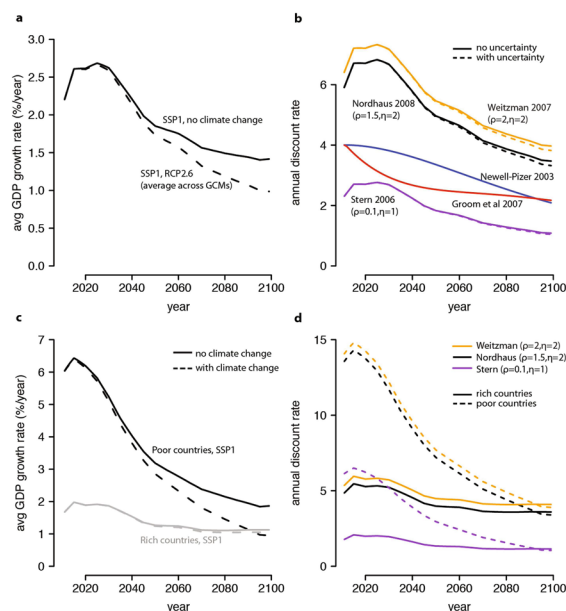 a
3.0
2.5
2.0
1.5
1.0
0.5
0.0
avg GDP growth rate (%/year)
SSP1, no climate change
SSP1, RCP2.6
(average across GCMs)
2020 2040 2060 2080 2100
year
b
6
4
2
0
annual discount rate
no uncertainty
with uncertainty
Nordhaus 2008
(ρ=1.5,η=2)
Weitzman 2007
(ρ=2,η=2)
Newell-Pizer 2003
Stern 2006
(ρ=0.1,η=1)
Groom et al 2007
2020 2040 2060 2080 2100
year
c
7
6
5
4
3
2
1
0
avg GDP growth rate (%/year)
no climate change
with climate change
Poor countries, SSP1
Rich countries, SSP1
2020 2040 2060 2080 2100
year
d
15
10
5
0
annual discount rate
Weitzman (ρ=2,η=2)
Nordhaus (ρ=1.5,η=2)
Stern (ρ=0.1,η=1)
rich countries
poor countries
2020 2040 2060 2080 2100
year